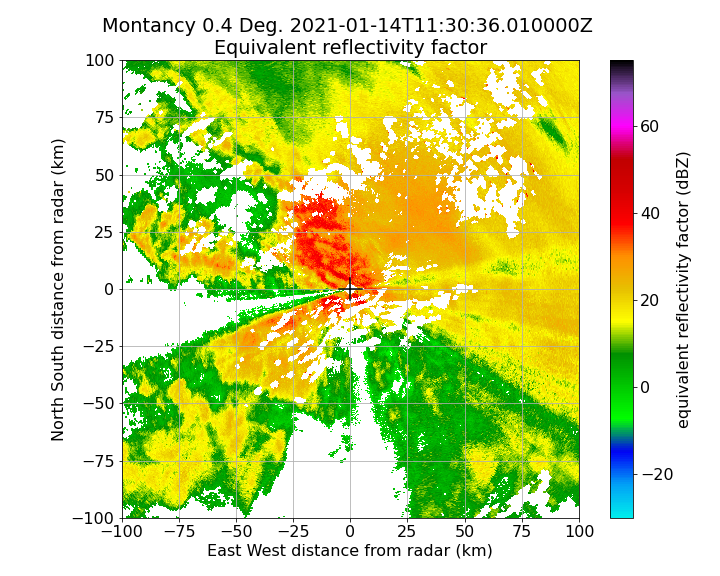 Montancy 0.4 Deg. 2021-01-14T11:30:36.010000Z
Equivalent reflectivity factor
100
75
50
25
0
−25
−50
−75
−100
North South distance from radar (km)
−100 −75 −50 −25 0 25 50 75 100
East West distance from radar (km)
60
40
20
0
−20
equivalent reflectivity factor (dBZ)